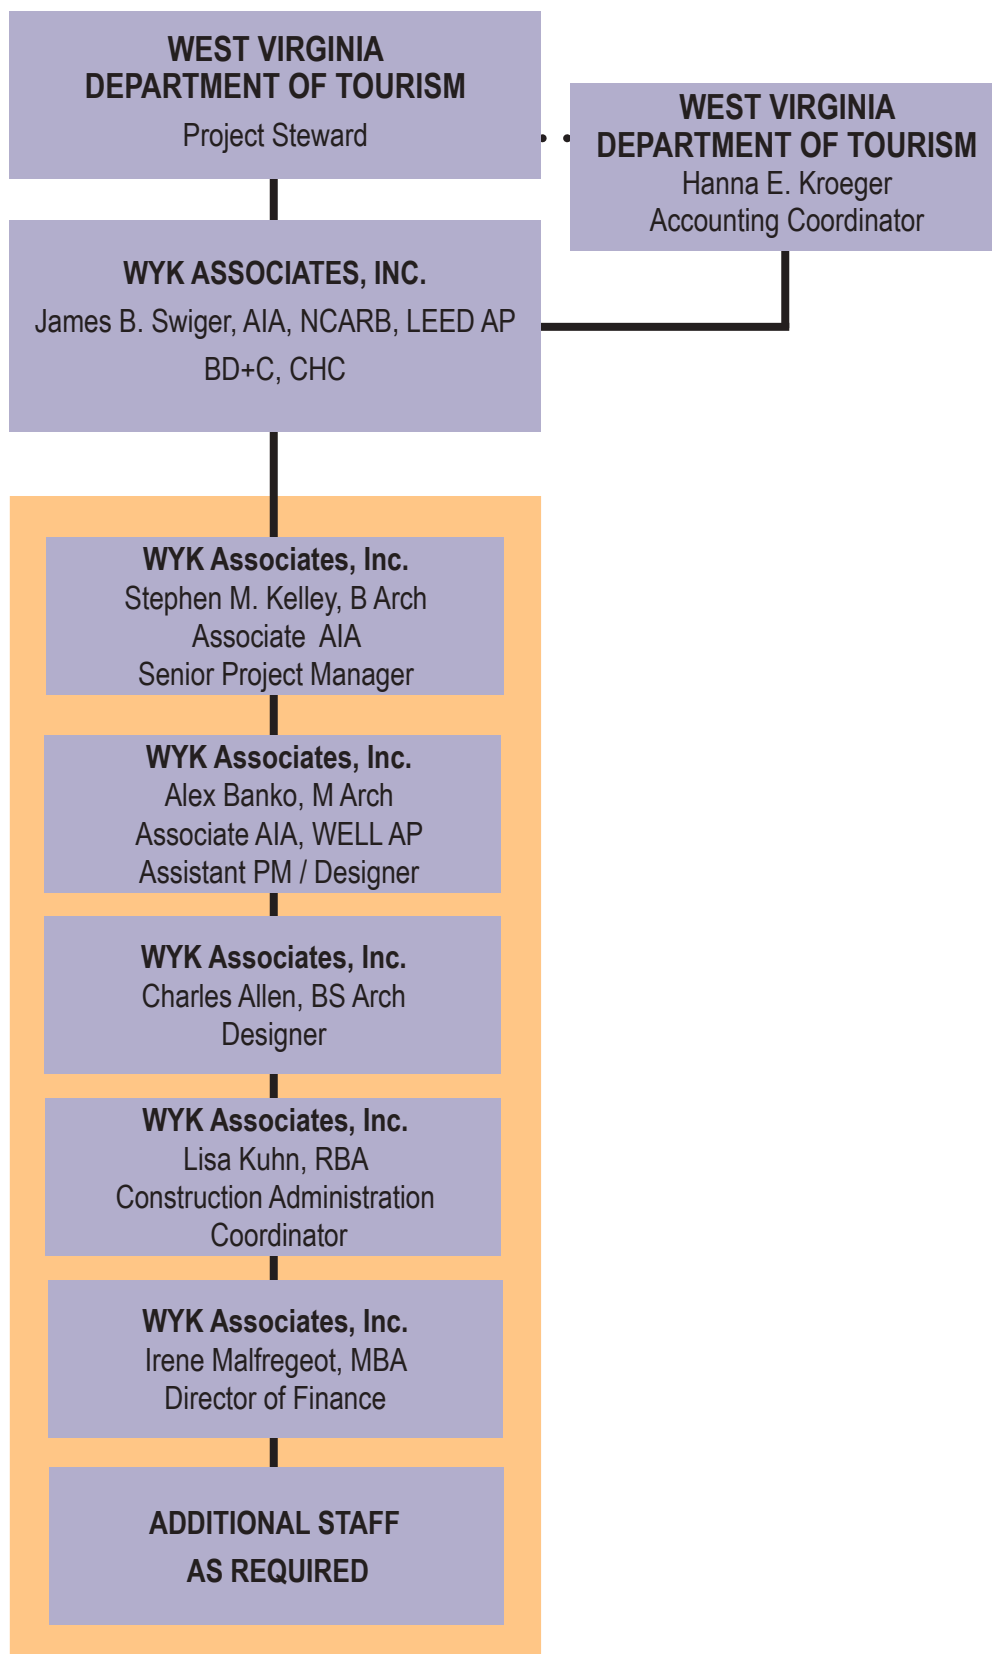 WEST VIRGINIA
DEPARTMENT OF TOURISM
Project Steward
WEST VIRGINIA
DEPARTMENT OF TOURISM
Hanna E. Kroeger
Accounting Coordinator
WYK ASSOCIATES, INC.
James B. Swiger, AIA, NCARB, LEED AP
BD+C, CHC
WYK Associates, Inc.
Stephen M. Kelley, B Arch
Associate AIA
Senior Project Manager
WYK Associates, Inc.
Alex Banko, M Arch
Associate AIA, WELL AP
Assistant PM / Designer
WYK Associates, Inc.
Charles Allen, BS Arch
Designer
WYK Associates, Inc.
Lisa Kuhn, RBA
Construction Administration
Coordinator
WYK Associates, Inc.
Irene Malfregeot, MBA
Director of Finance
ADDITIONAL STAFF
AS REQUIRED